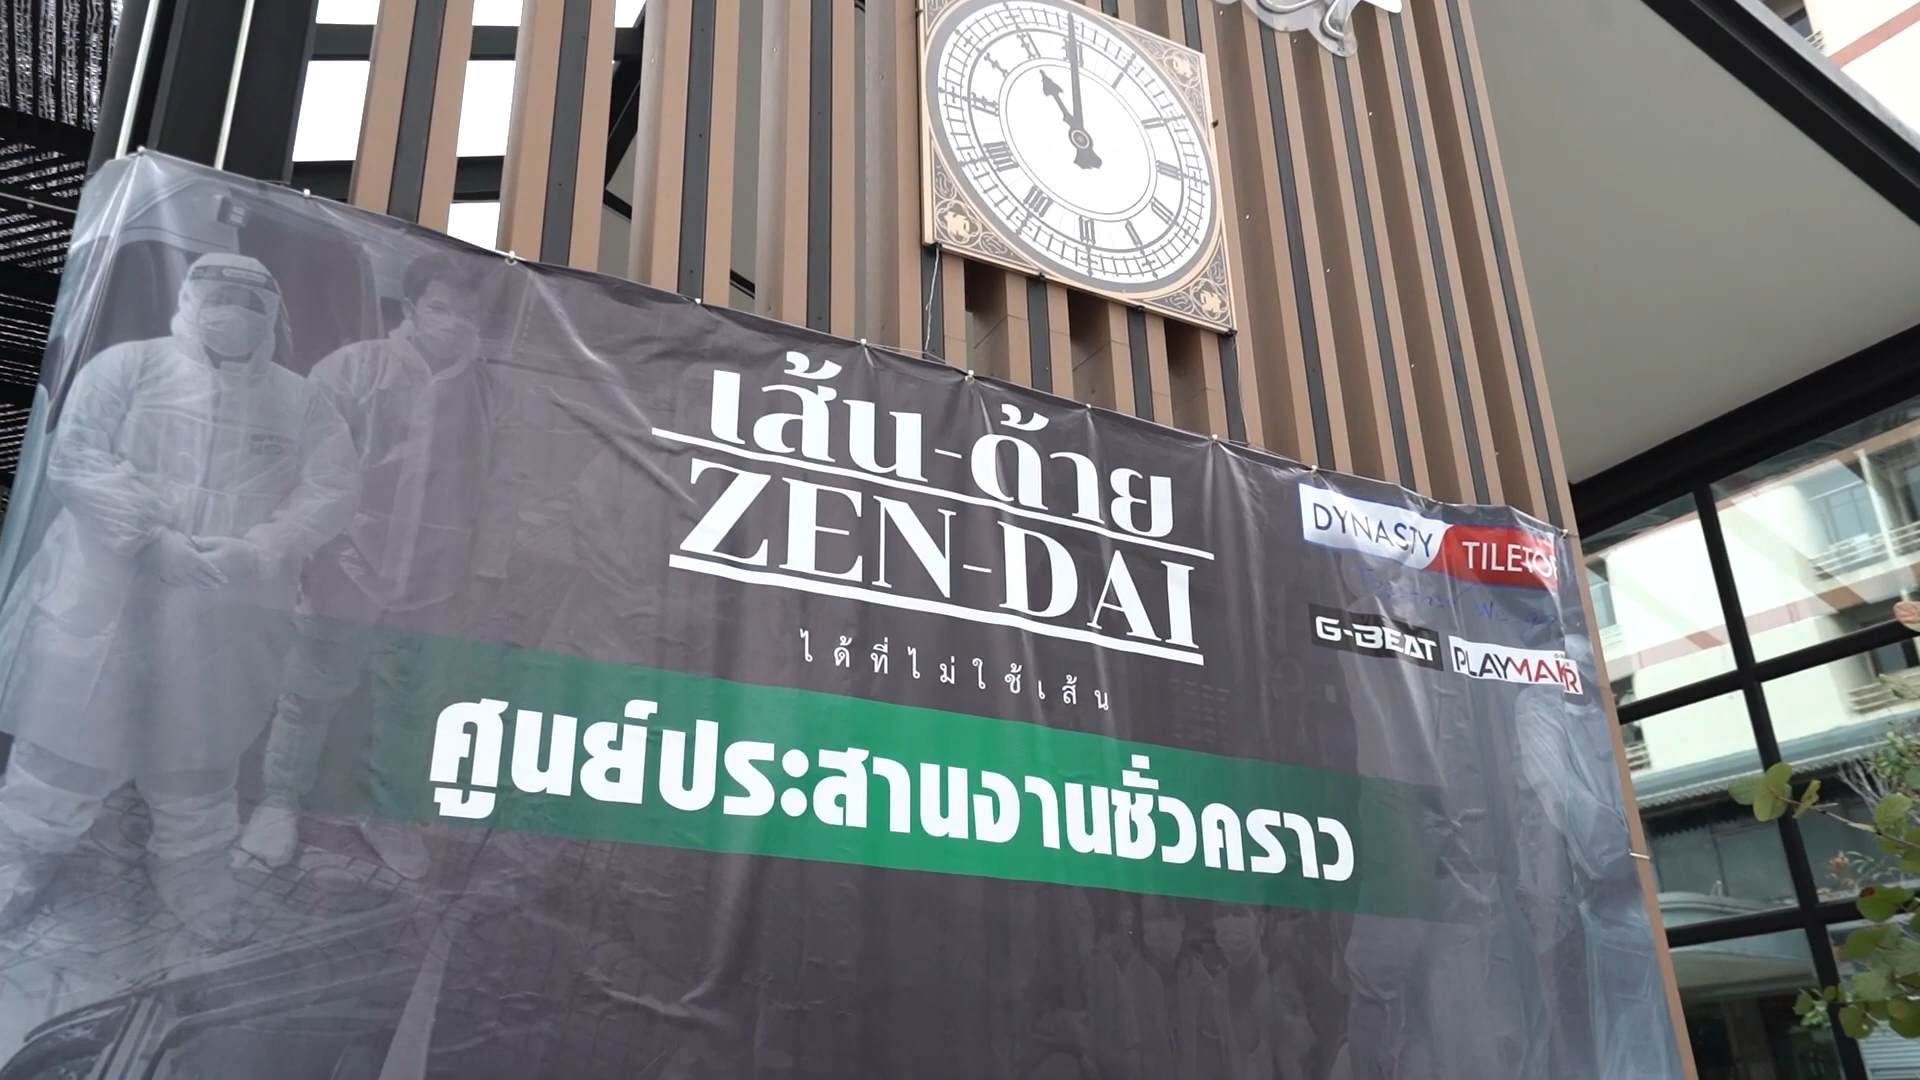 เส้น-ด้าย
ZEN-DAI
ได้ที่ไม่ใช้เส้น
ศูนย์ประสานงานชั่วคราว
DYNASTY TILETOP
G-BEAT PLAYMAKR